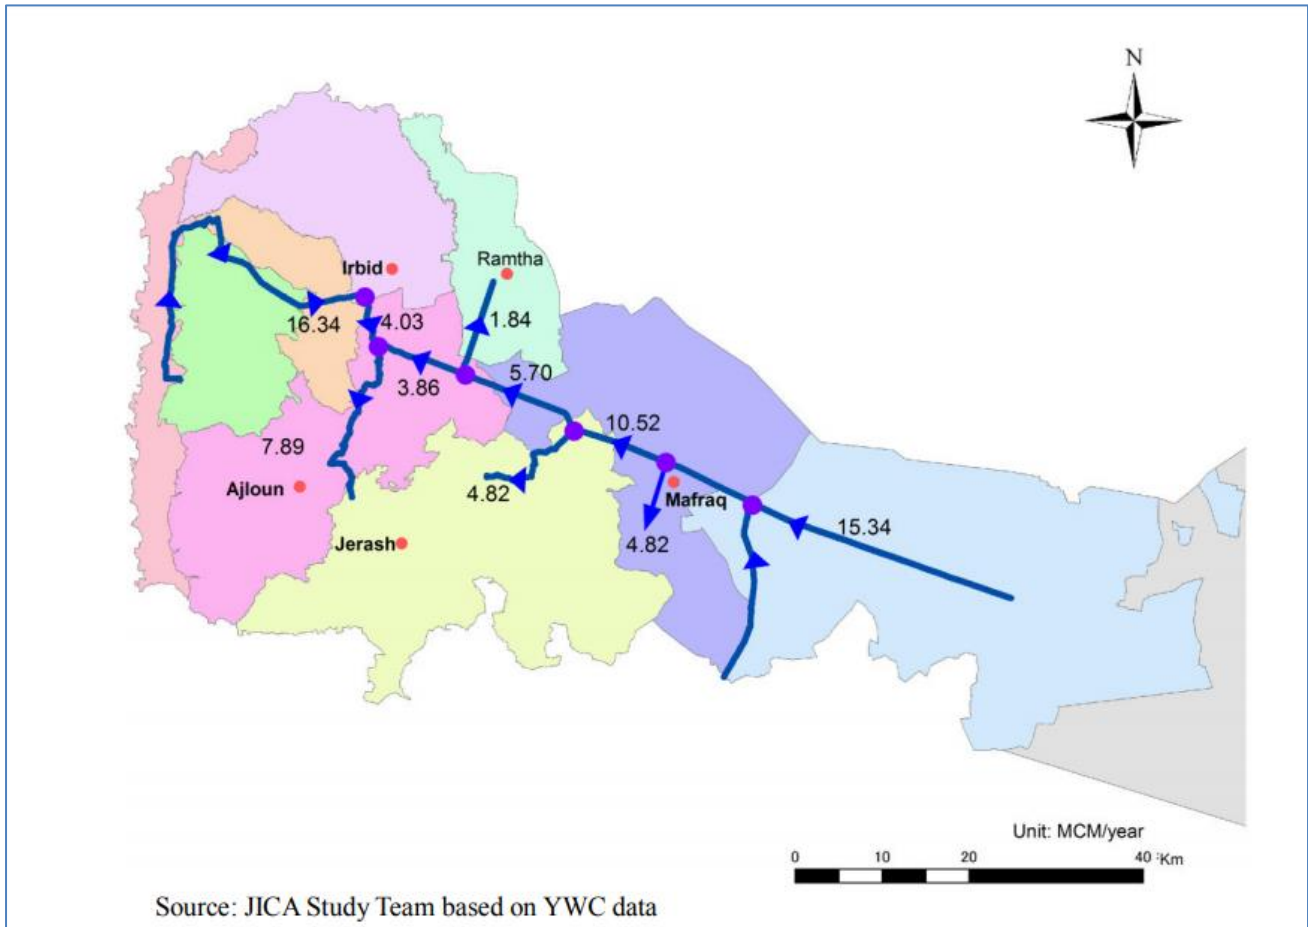 N
Irbid
Ramtha
16.34
4.03
1.84
3.86
5.70
10.52
7.89
Ajloun
4.82
Mafraq
15.34
Jerash
4.82
Unit: MCM/year
0 10 20 40 Km
Source: JICA Study Team based on YWC data